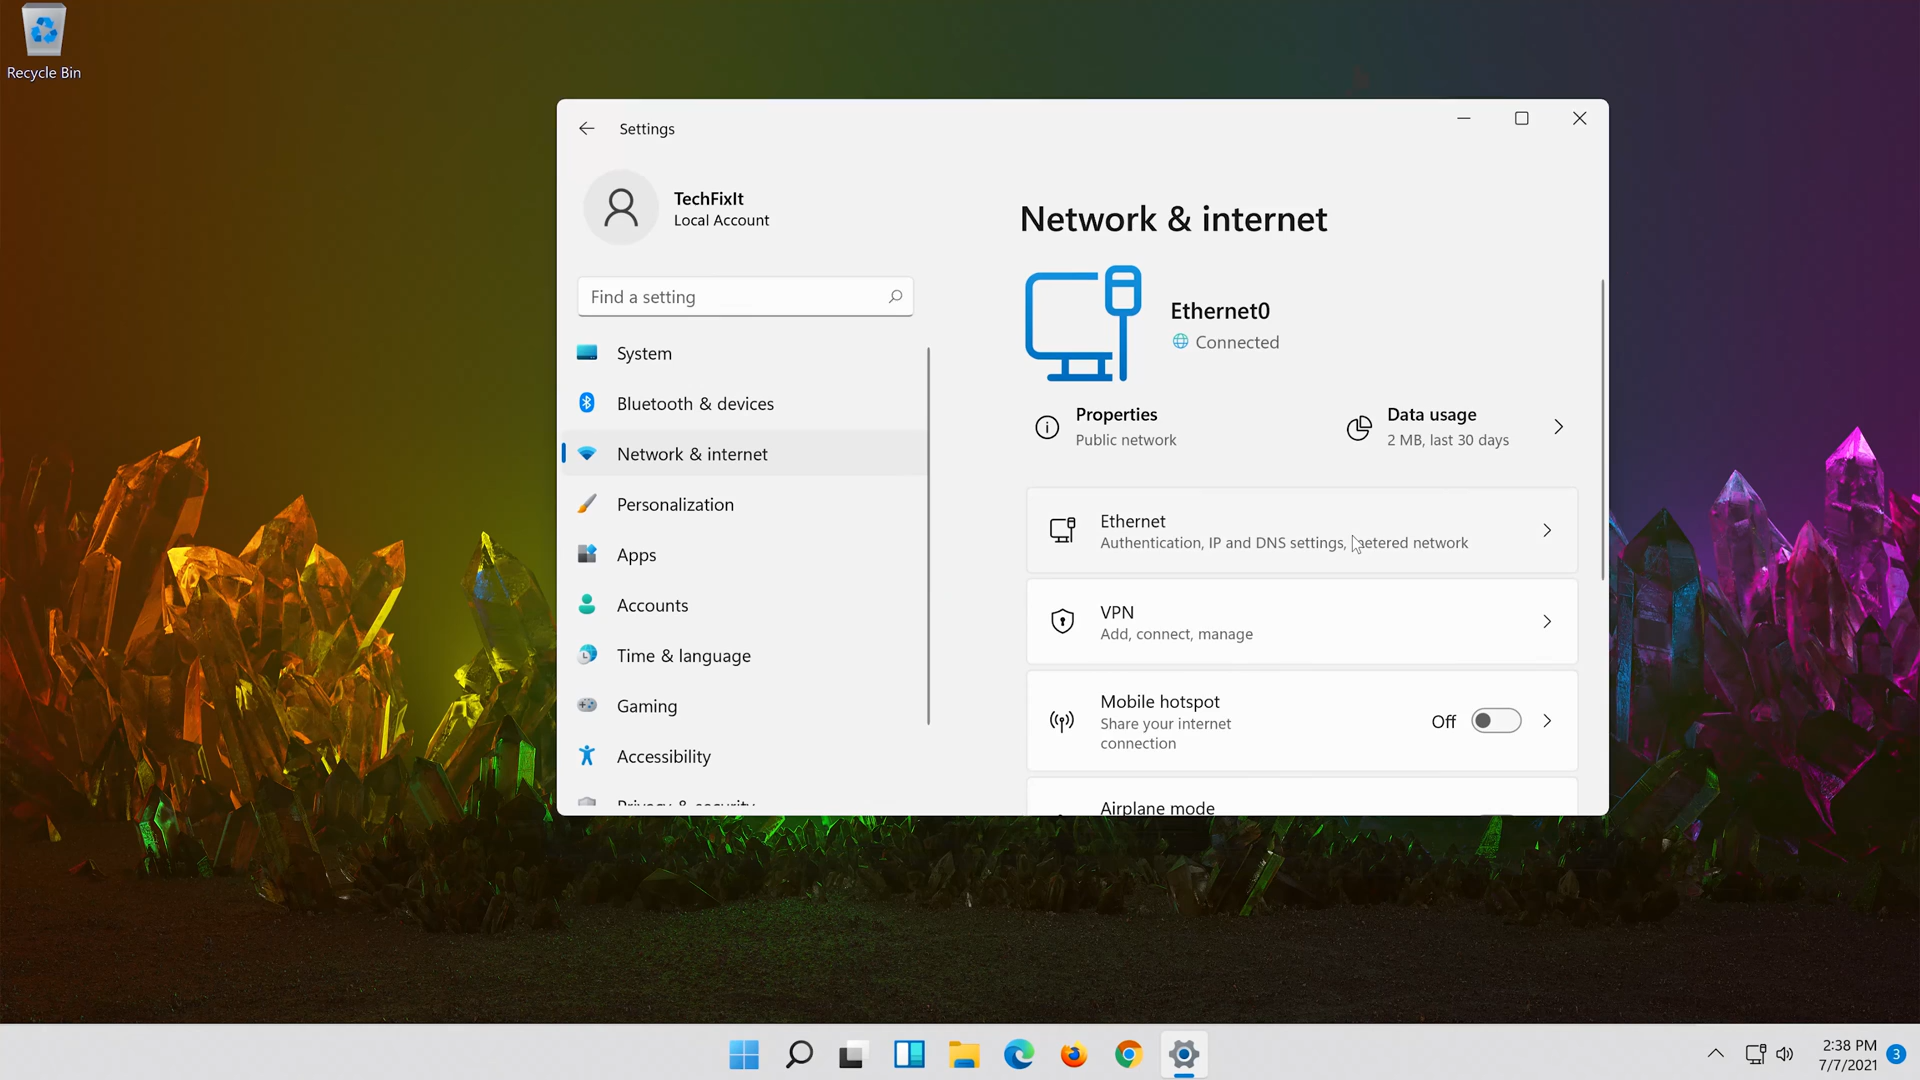 Recycle Bin
Settings
TechFixIt
Local Account
Find a setting
System
Bluetooth & devices
Network & internet
Personalization
Apps
Accounts
Time & language
Gaming
Accessibility
Privacy & security
Network & internet
Ethernet0
Connected
Properties
Public network
Data usage
2 MB, last 30 days
Ethernet
Authentication, IP and DNS settings, metered network
VPN
Add, connect, manage
Mobile hotspot
Share your internet
connection
Off
Airplane mode
2:38 PM
7/7/2021
3